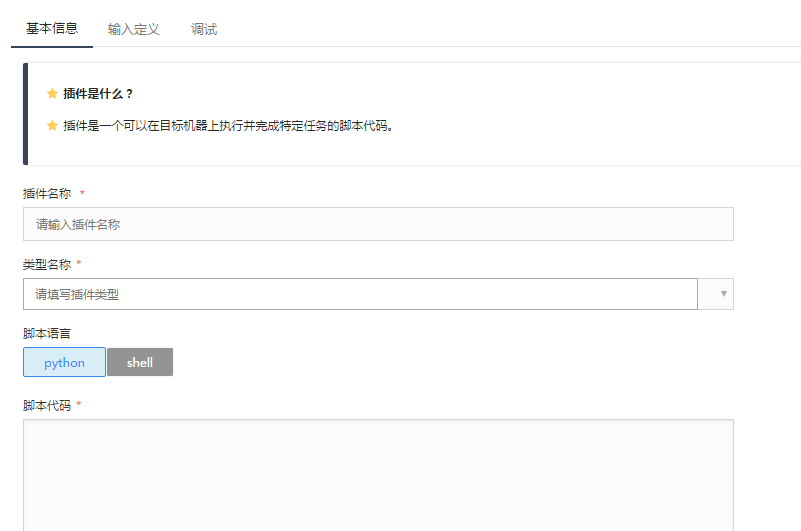 基本信息 输入定义 调试
插件是什么？
插件是一个可以在目标机器上执行并完成特定任务的脚本代码。
插件名称 *
请输入插件名称
类型名称 *
请填写插件类型
脚本语言
python shell
脚本代码 *